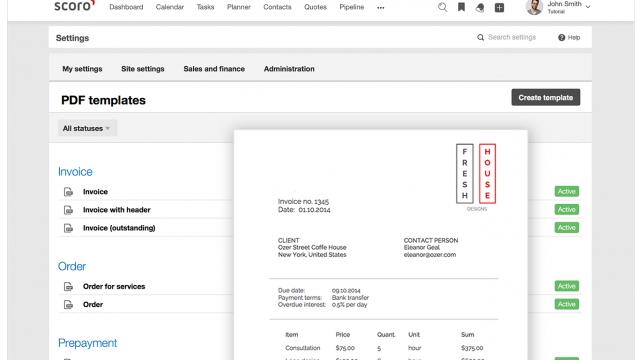 scoro Dashboard Calendar Tasks Planner Contacts Quotes Pipeline ••• John Smith
Tutorial
Settings Search settings Help
My settings Site settings Sales and finance Administration
PDF templates Create template
All statuses
Invoice
Invoice Active
Invoice with header Active
Invoice (outstanding) Active
Order
Order for services Active
Order Active
Prepayment
FRESH HOUSE
DESIGNS
Invoice no. 1345
Date: 01.10.2014
CLIENT CONTACT PERSON
Ozer Street Coffe House Eleanor Geal
New York, United States eleanor@ozer.com
Due date: 09.10.2014
Payment terms: Bank transfer
Overdue interest: 0.5% per day
Item Price Quant. Unit Sum
Consultation $75.00 5 hour $375.00